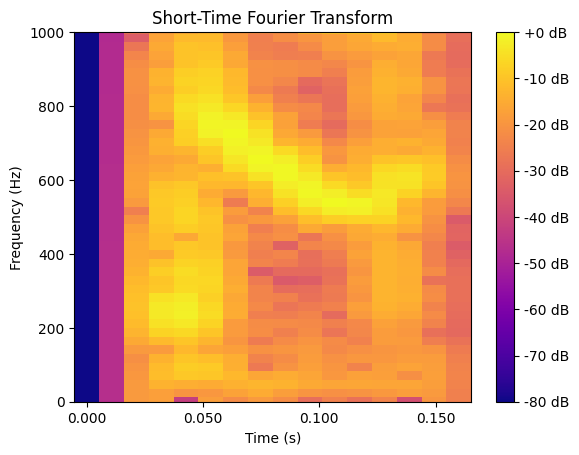 Short-Time Fourier Transform
1000
800
600
400
200
0
Frequency (Hz)
0.000
0.050
0.100
0.150
Time (s)
+0 dB
-10 dB
-20 dB
-30 dB
-40 dB
-50 dB
-60 dB
-70 dB
-80 dB